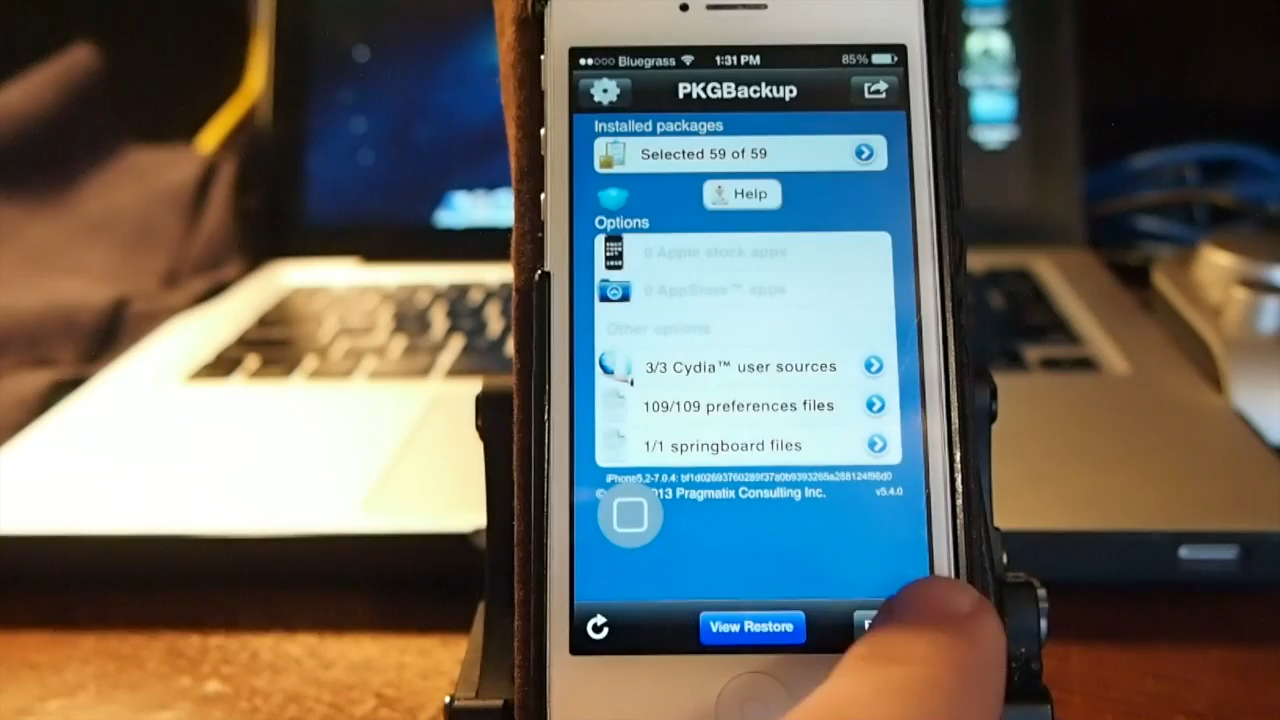 Bluegrass 1:31 PM 85%
PKGBackup
Installed packages
Selected 59 of 59
Help
Options
0 Apple stock apps
0 AppStore™ apps
Other options
3/3 Cydia™ user sources
109/109 preferences files
1/1 springboard files
13 Pragmatix Consulting Inc. v5.4.0
View Restore